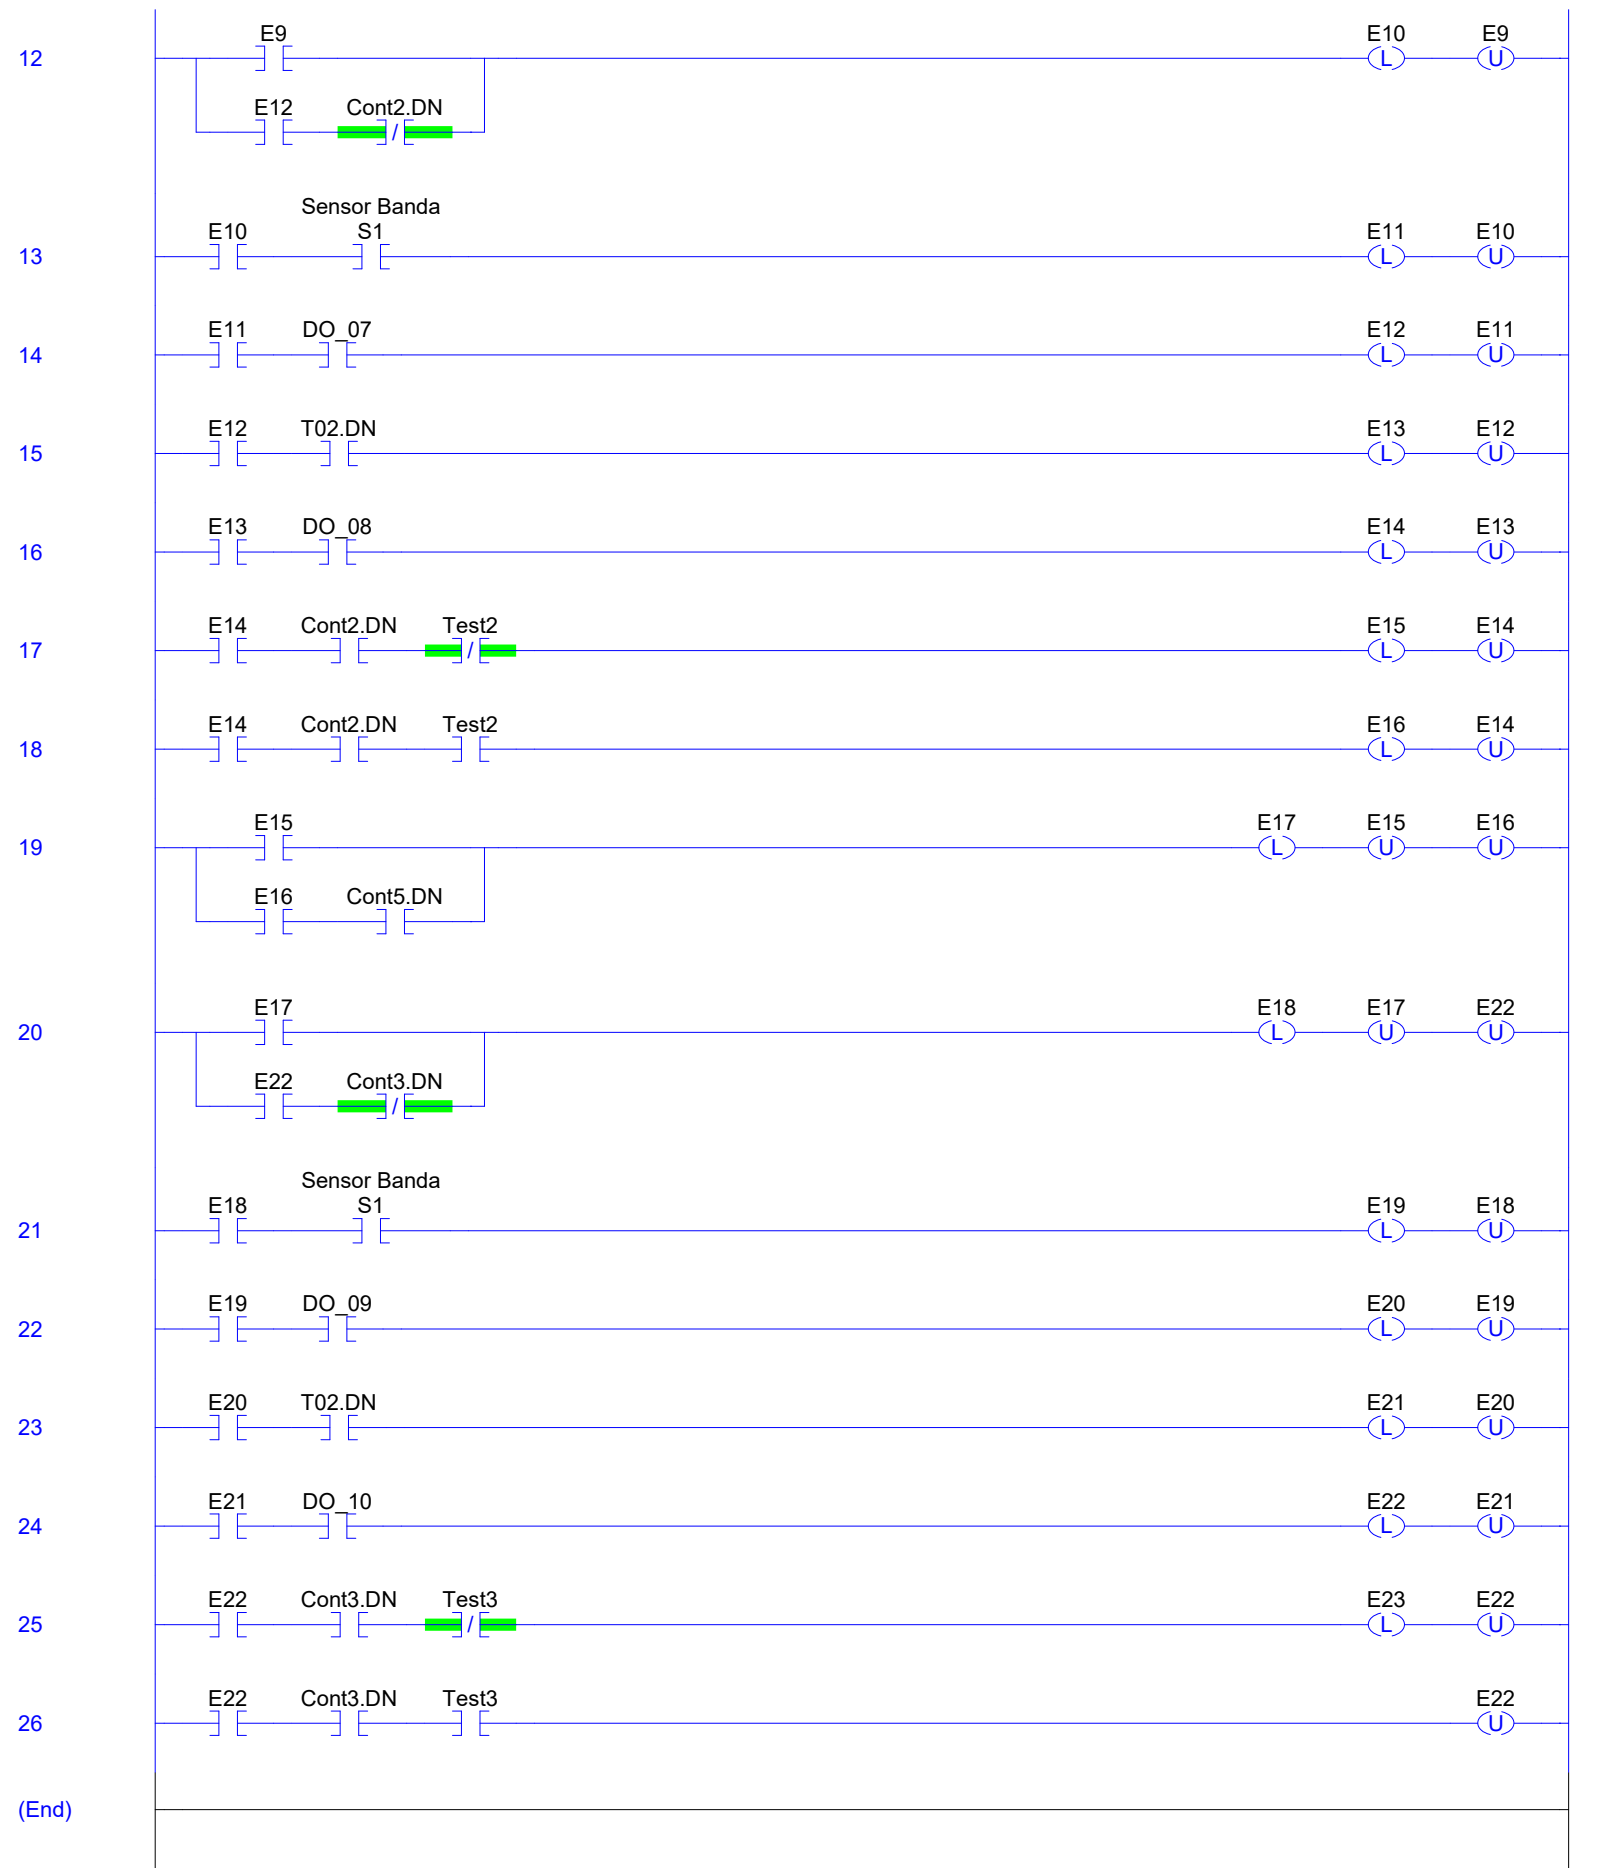 E9 E10 E9
12 L U
E12 Cont2.DN
/
Sensor Banda
E10 S1 E11 E10
13 L U
E11 DO_07 E12 E11
14 L U
E12 T02.DN E13 E12
15 L U
E13 DO_08 E14 E13
16 L U
E14 Cont2.DN Test2 E15 E14
17 / L U
E14 Cont2.DN Test2 E16 E14
18 L U
E15 E17 E15 E16
19 L U U
E16 Cont5.DN
E17 E18 E17 E22
20 L U U
E22 Cont3.DN
/
Sensor Banda
E18 S1 E19 E18
21 L U
E19 DO_09 E20 E19
22 L U
E20 T02.DN E21 E20
23 L U
E21 DO_10 E22 E21
24 L U
E22 Cont3.DN Test3 E23 E22
25 / L U
E22 Cont3.DN Test3 E22
26 U
(End)